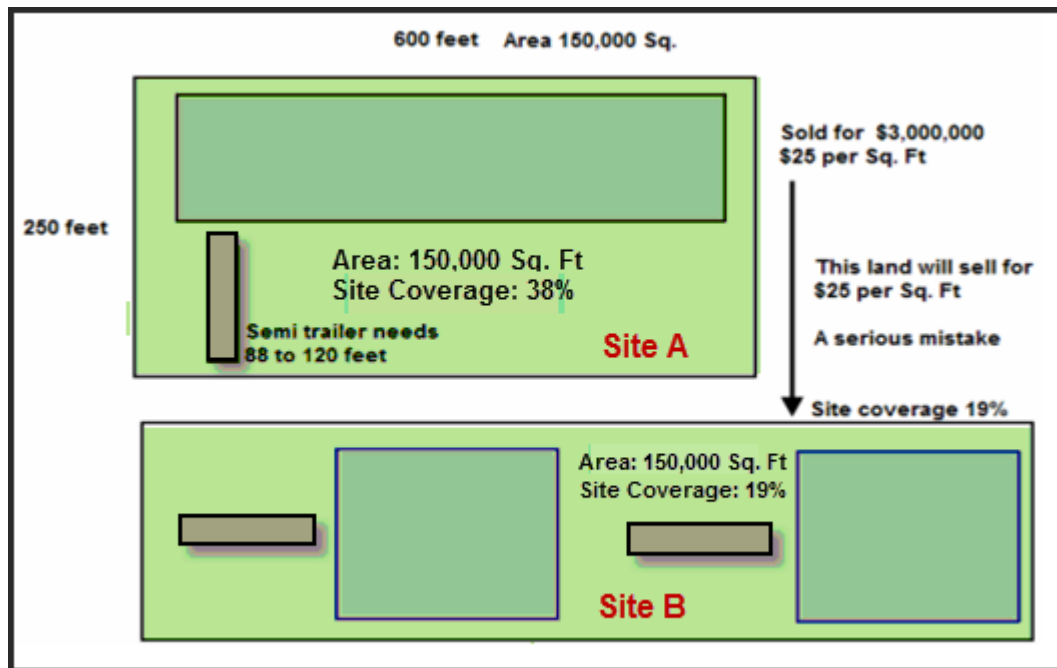 600 feet Area 150,000 Sq.
Sold for $3,000,000
$25 per Sq. Ft
250 feet
Area: 150,000 Sq. Ft
Site Coverage: 38%
This land will sell for
$25 per Sq. Ft
Semi trailer needs
88 to 120 feet
Site A
A serious mistake
Site coverage 19%
Area: 150,000 Sq. Ft
Site Coverage: 19%
Site B